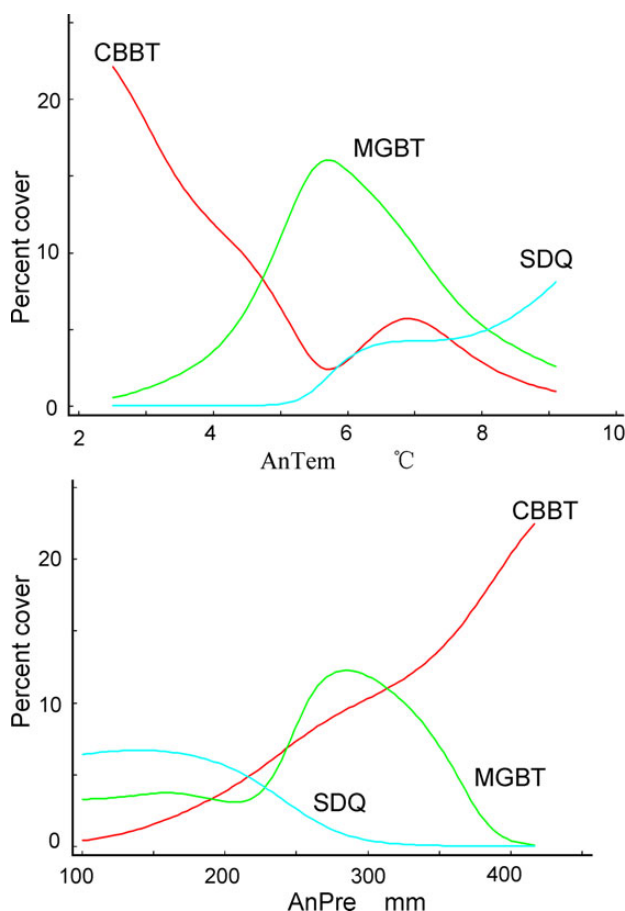 CBBT
20
MGBT
Percent cover
10
SDQ
0
2 4 6 8 10
AnTem ℃
CBBT
20
Percent cover
10
MGBT
SDQ
0
100 200 300 400
AnPre mm